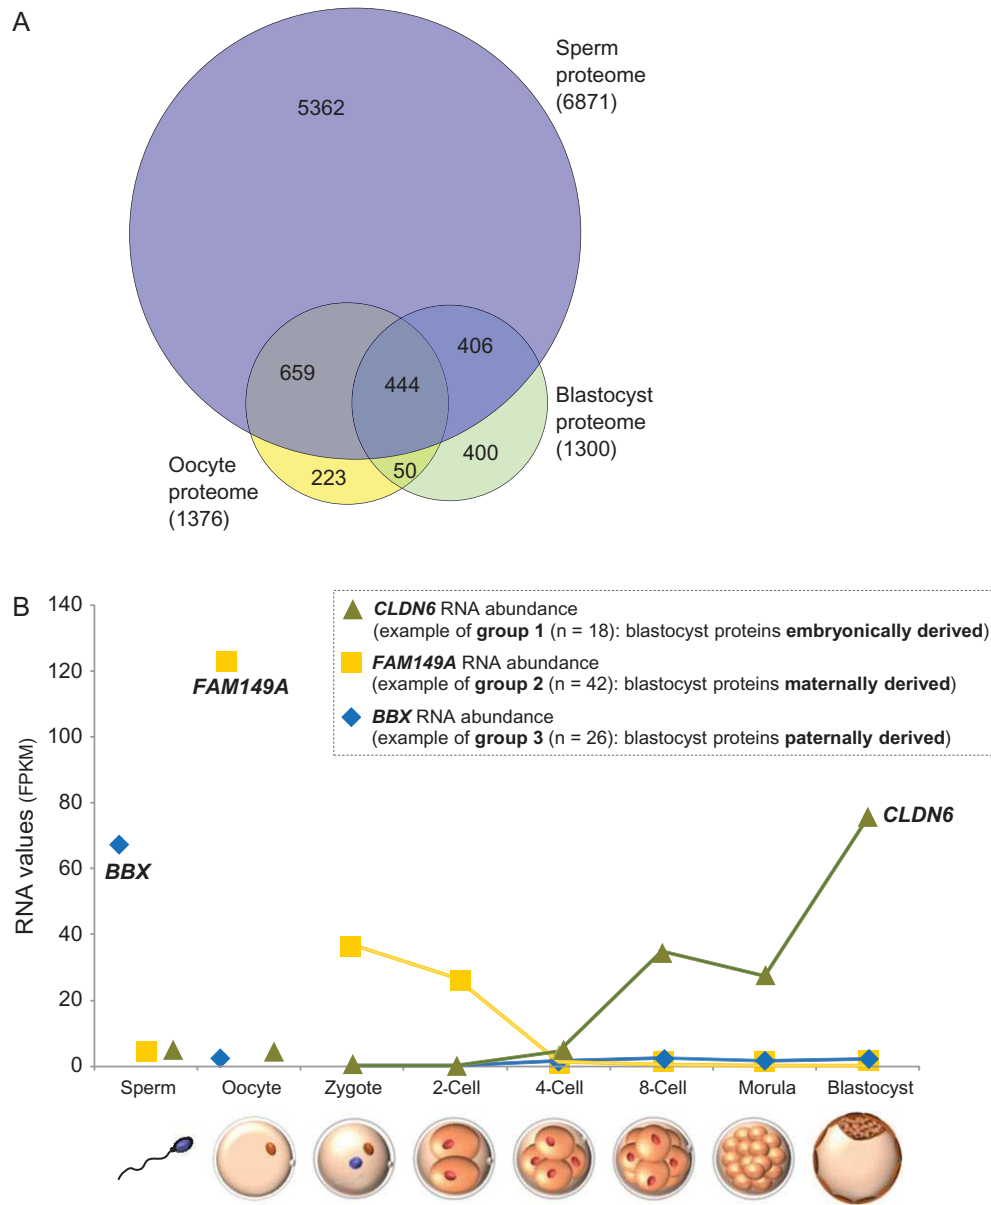 A
Sperm
proteome
(6871)
5362
406
659
444
Blastocyst
proteome
(1300)
400
50
223
Oocyte
proteome
(1376)
B
140
120
100
80
60
40
20
0
RNA values (FPKM)
CLDN6 RNA abundance
(example of group 1 (n = 18): blastocyst proteins embryonically derived)
FAM149A RNA abundance
(example of group 2 (n = 42): blastocyst proteins maternally derived)
BBX RNA abundance
(example of group 3 (n = 26): blastocyst proteins paternally derived)
FAM149A
BBX
CLDN6
Sperm Oocyte Zygote 2-Cell 4-Cell 8-Cell Morula Blastocyst